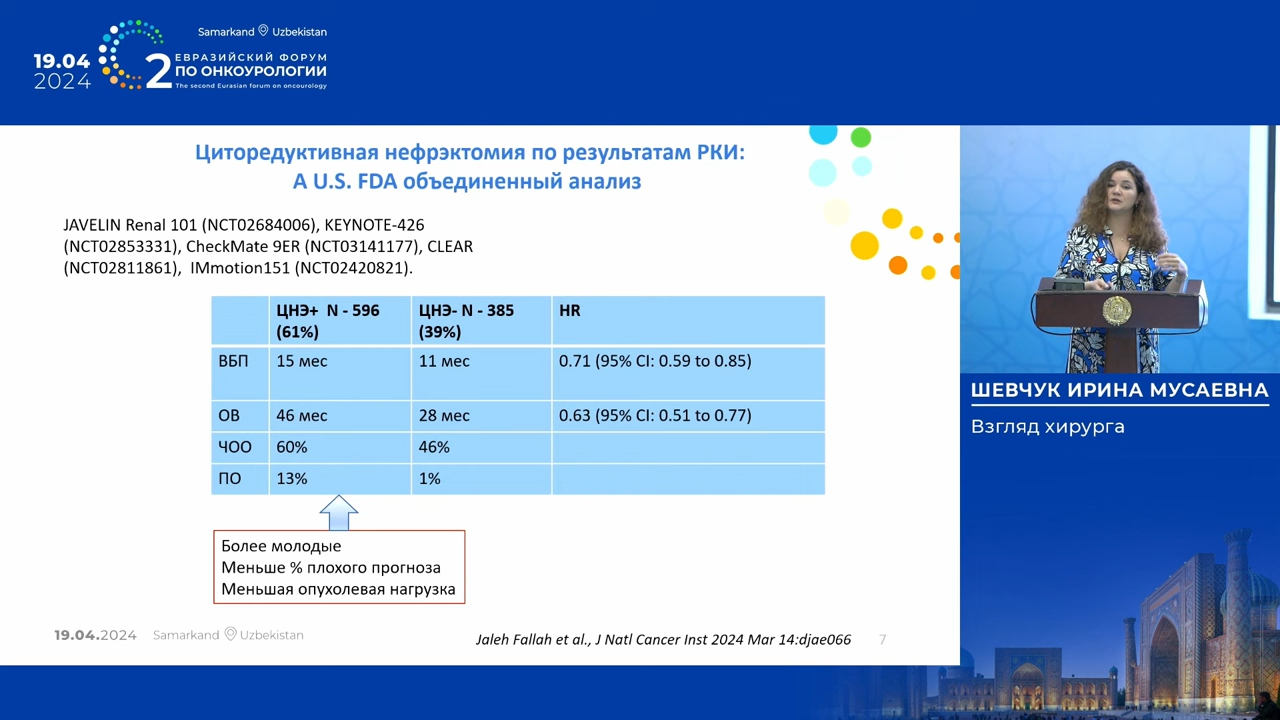 Samarkand Uzbekistan
19.04
2024
2
ЕВРАЗИЙСКИЙ ФОРУМ
ПО ОНКОУРОЛОГИИ
The second Eurasian forum on oncourology
Циторедуктивная нефрэктомия по результатам РКИ:
A U.S. FDA объединенный анализ
JAVELIN Renal 101 (NCT02684006), KEYNOTE-426
(NCT02853331), CheckMate 9ER (NCT03141177), CLEAR
(NCT02811861), IMmotion151 (NCT02420821).
ЦНЭ+ N - 596 (61%)
ЦНЭ- N - 385 (39%)
HR
ВБП 15 мес 11 мес 0.71 (95% CI: 0.59 to 0.85)
ОВ 46 мес 28 мес 0.63 (95% CI: 0.51 to 0.77)
ЧОО 60% 46%
ПО 13% 1%
Более молодые
Меньше % плохого прогноза
Меньшая опухолевая нагрузка
19.04.2024 Samarkand Uzbekistan
Jaleh Fallah et al., J Natl Cancer Inst 2024 Mar 14:djae066 7
ШЕВЧУК ИРИНА МУСАЕВНА
Взгляд хирурга